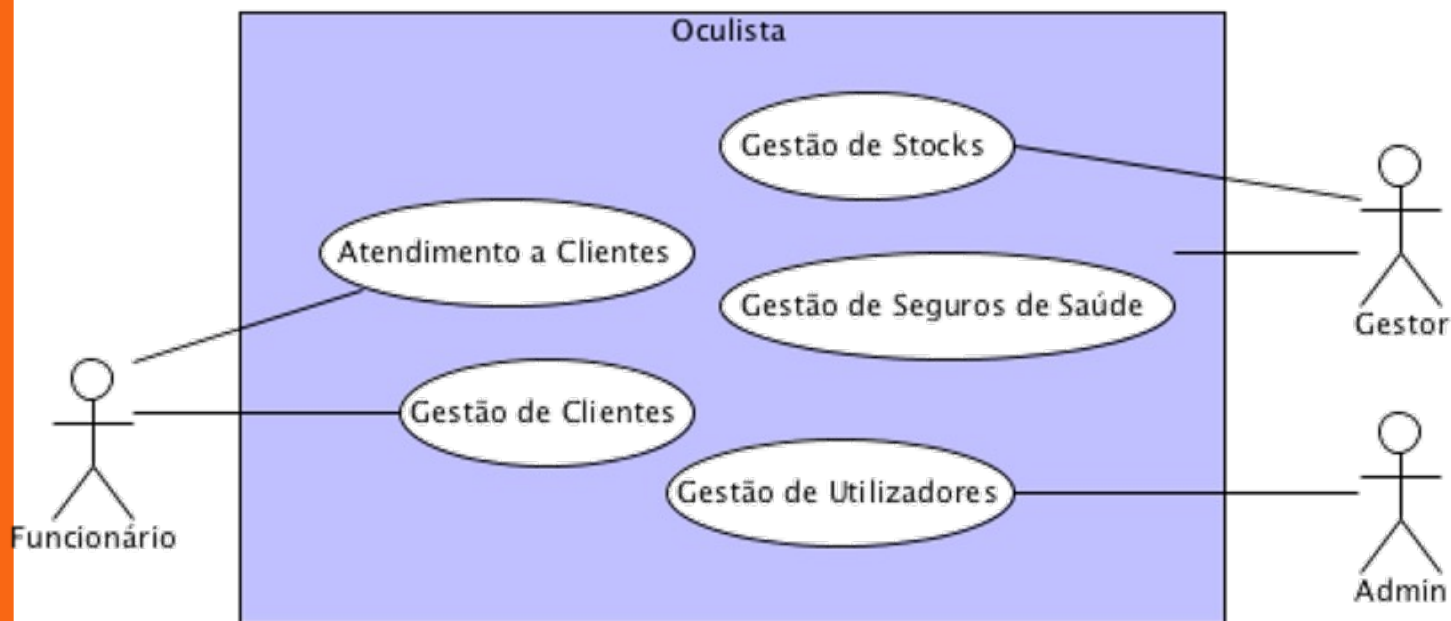 Oculista
Gestão de Stocks
Atendimento a Clientes
Gestão de Seguros de Saúde
Gestor
Gestão de Clientes
Gestão de Utilizadores
Funcionário
Admin